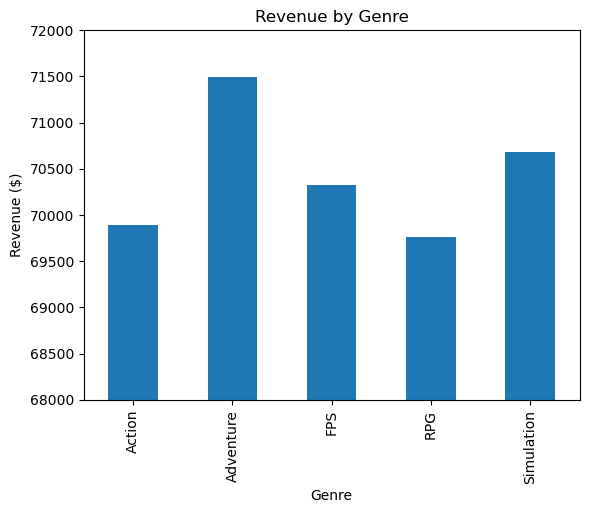 Revenue by Genre
Revenue ($)
72000
71500
71000
70500
70000
69500
69000
68500
68000
Action
Adventure
FPS
RPG
Simulation
Genre